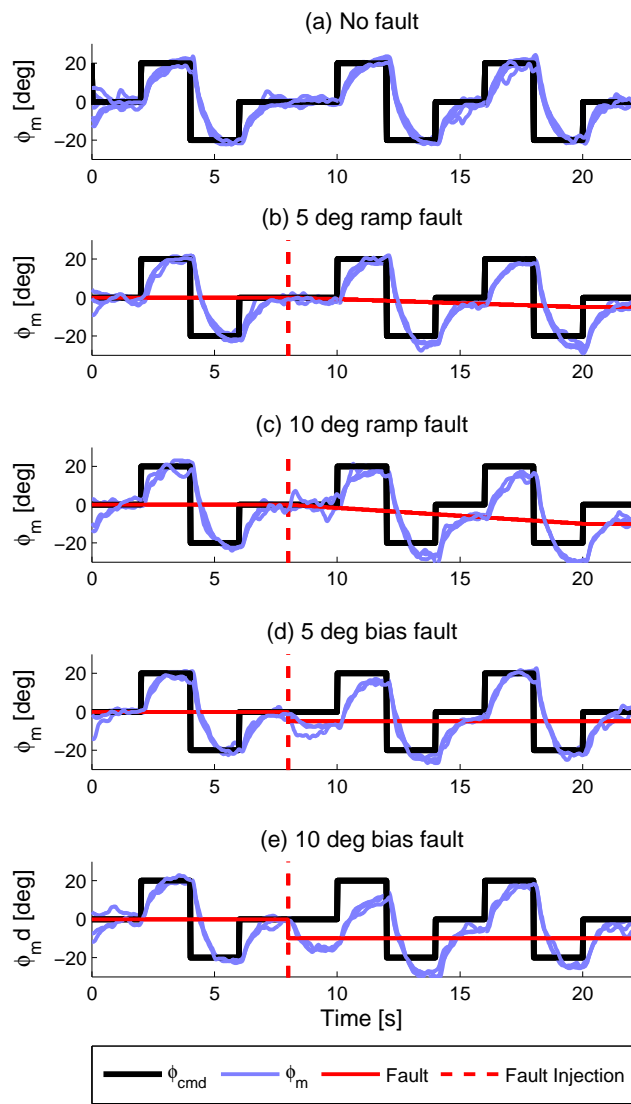 (a) No fault
φm [deg]
20
0
−20
0 5 10 15 20
(b) 5 deg ramp fault
φm [deg]
20
0
−20
0 5 10 15 20
(c) 10 deg ramp fault
φm [deg]
20
0
−20
0 5 10 15 20
(d) 5 deg bias fault
φm [deg]
20
0
−20
0 5 10 15 20
(e) 10 deg bias fault
φm d [deg]
20
0
−20
0 5 10 15 20
Time [s]
φcmd φm Fault Fault Injection